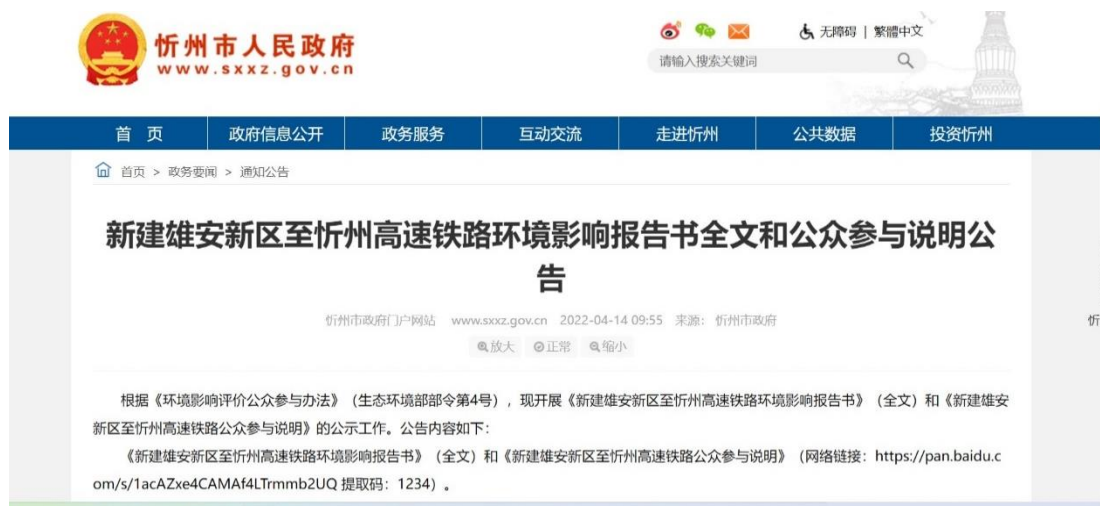 忻州市人民政府
www.sxxz.gov.cn
无障碍 | 繁體中文
请输入搜索关键词
首 页 政府信息公开 政务服务 互动交流 走进忻州 公共数据 投资忻州
首页 > 政务要闻 > 通知公告
新建雄安新区至忻州高速铁路环境影响报告书全文和公众参与说明公
告
忻州市政府门户网站 www.sxxz.gov.cn 2022-04-14 09:55 来源: 忻州市政府
忻
放大 正常 缩小
根据《环境影响评价公众参与办法》（生态环境部部令第4号），现开展《新建雄安新区至忻州高速铁路环境影响报告书》（全文）和《新建雄安
新区至忻州高速铁路公众参与说明》的公示工作。公告内容如下：
《新建雄安新区至忻州高速铁路环境影响报告书》（全文）和《新建雄安新区至忻州高速铁路公众参与说明》（网络链接：https://pan.baidu.c
om/s/1acAZxe4CAMAf4LTrmmb2UQ 提取码：1234）。